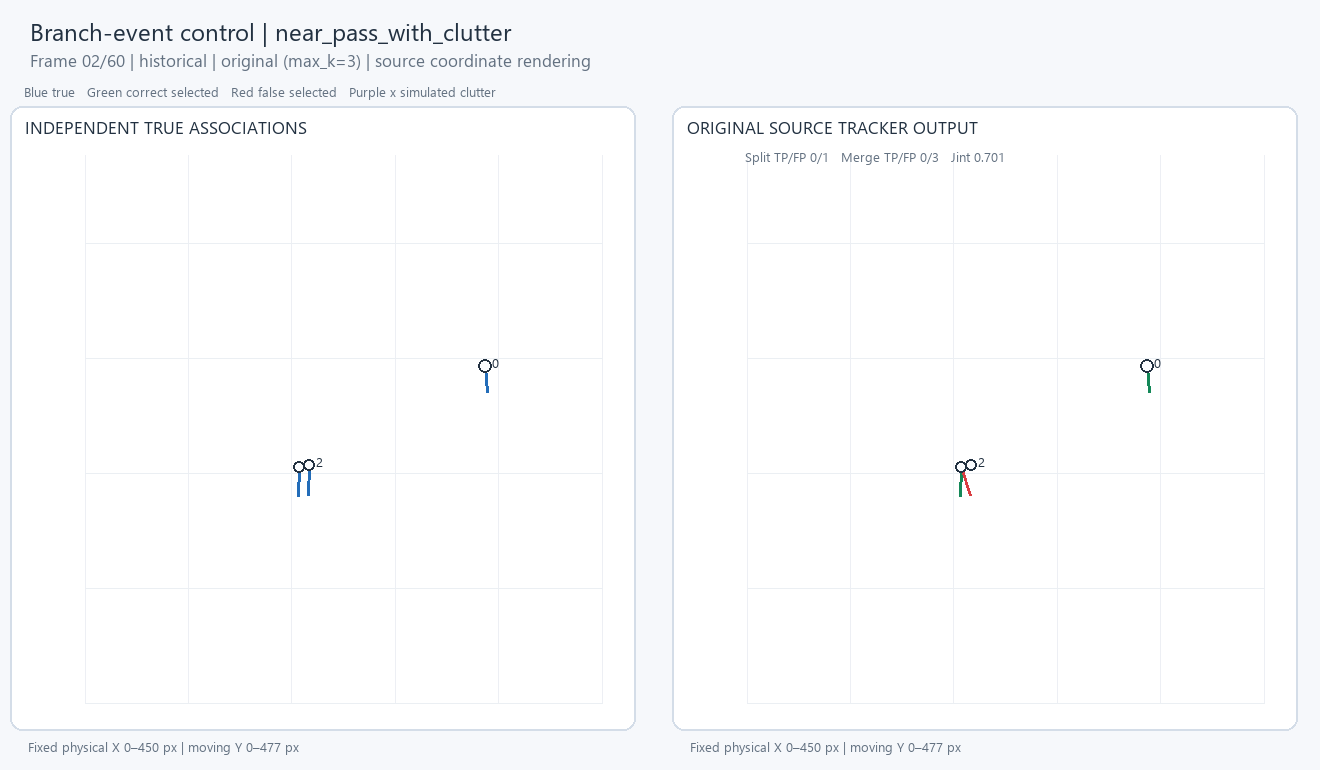 Branch-event control | near_pass_with_clutter
Frame 02/60 | historical | original (max_k=3) | source coordinate rendering
Blue true   Green correct selected   Red false selected   Purple x simulated clutter
INDEPENDENT TRUE ASSOCIATIONS
0
2
Fixed physical X 0–450 px | moving Y 0–477 px
ORIGINAL SOURCE TRACKER OUTPUT
Split TP/FP 0/1   Merge TP/FP 0/3   Jint 0.701
0
2
Fixed physical X 0–450 px | moving Y 0–477 px